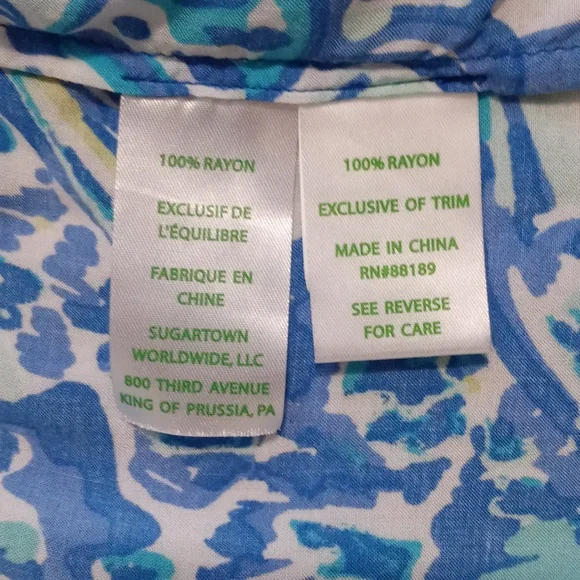 100% RAYON
EXCLUSIF DE
L'ÉQUILIBRE
FABRIQUE EN
CHINE
SUGARTOWN
WORLDWIDE, LLC
800 THIRD AVENUE
KING OF PRUSSIA, PA
100% RAYON
EXCLUSIVE OF TRIM
MADE IN CHINA
RN#88189
SEE REVERSE
FOR CARE